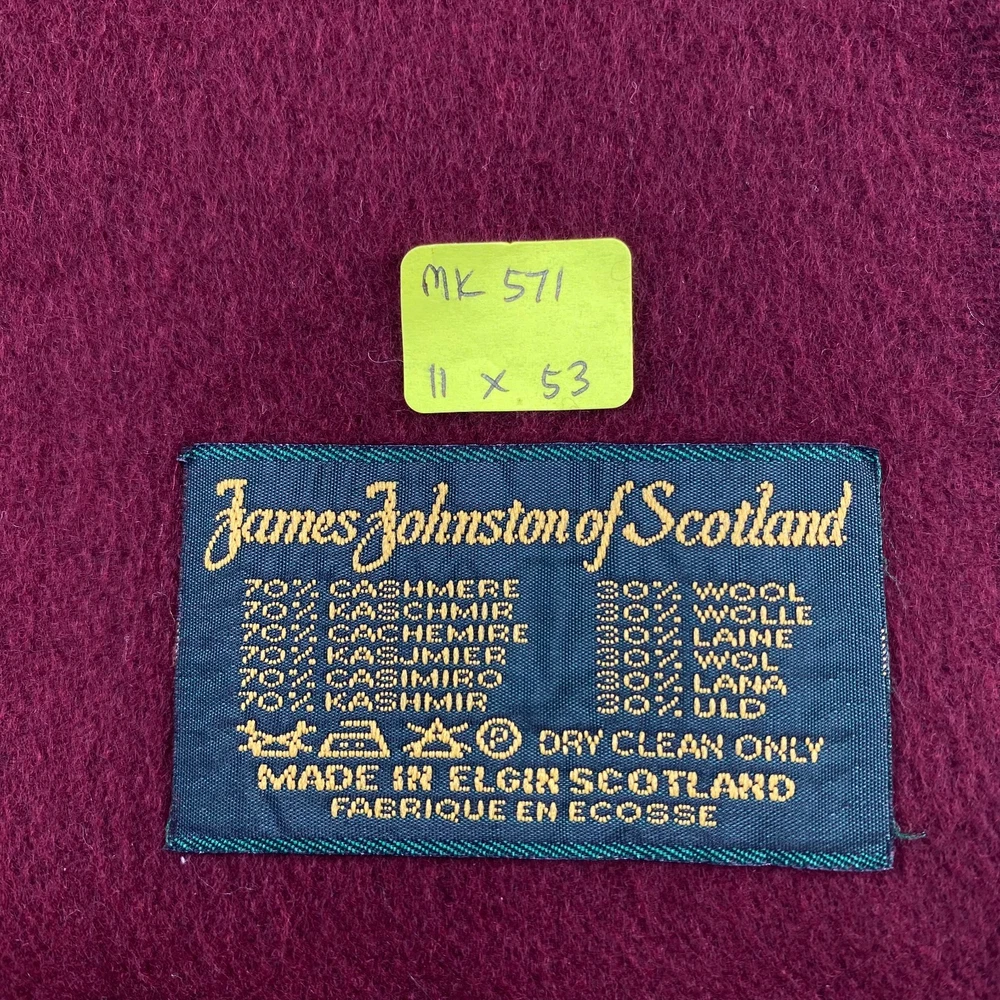 MK 571
11 x 53
James Johnston of Scotland
70% CASHMERE 30% WOOL
70% KASCHMIR 30% WOLLE
70% CACHEMIRE 30% LAINE
70% KASJMIER 30% WOL
70% CASIMIRO 30% LANA
70% KASHMIR 30% ULD
P DRY CLEAN ONLY
MADE IN ELGIN SCOTLAND
FABRIQUE EN ECOSSE